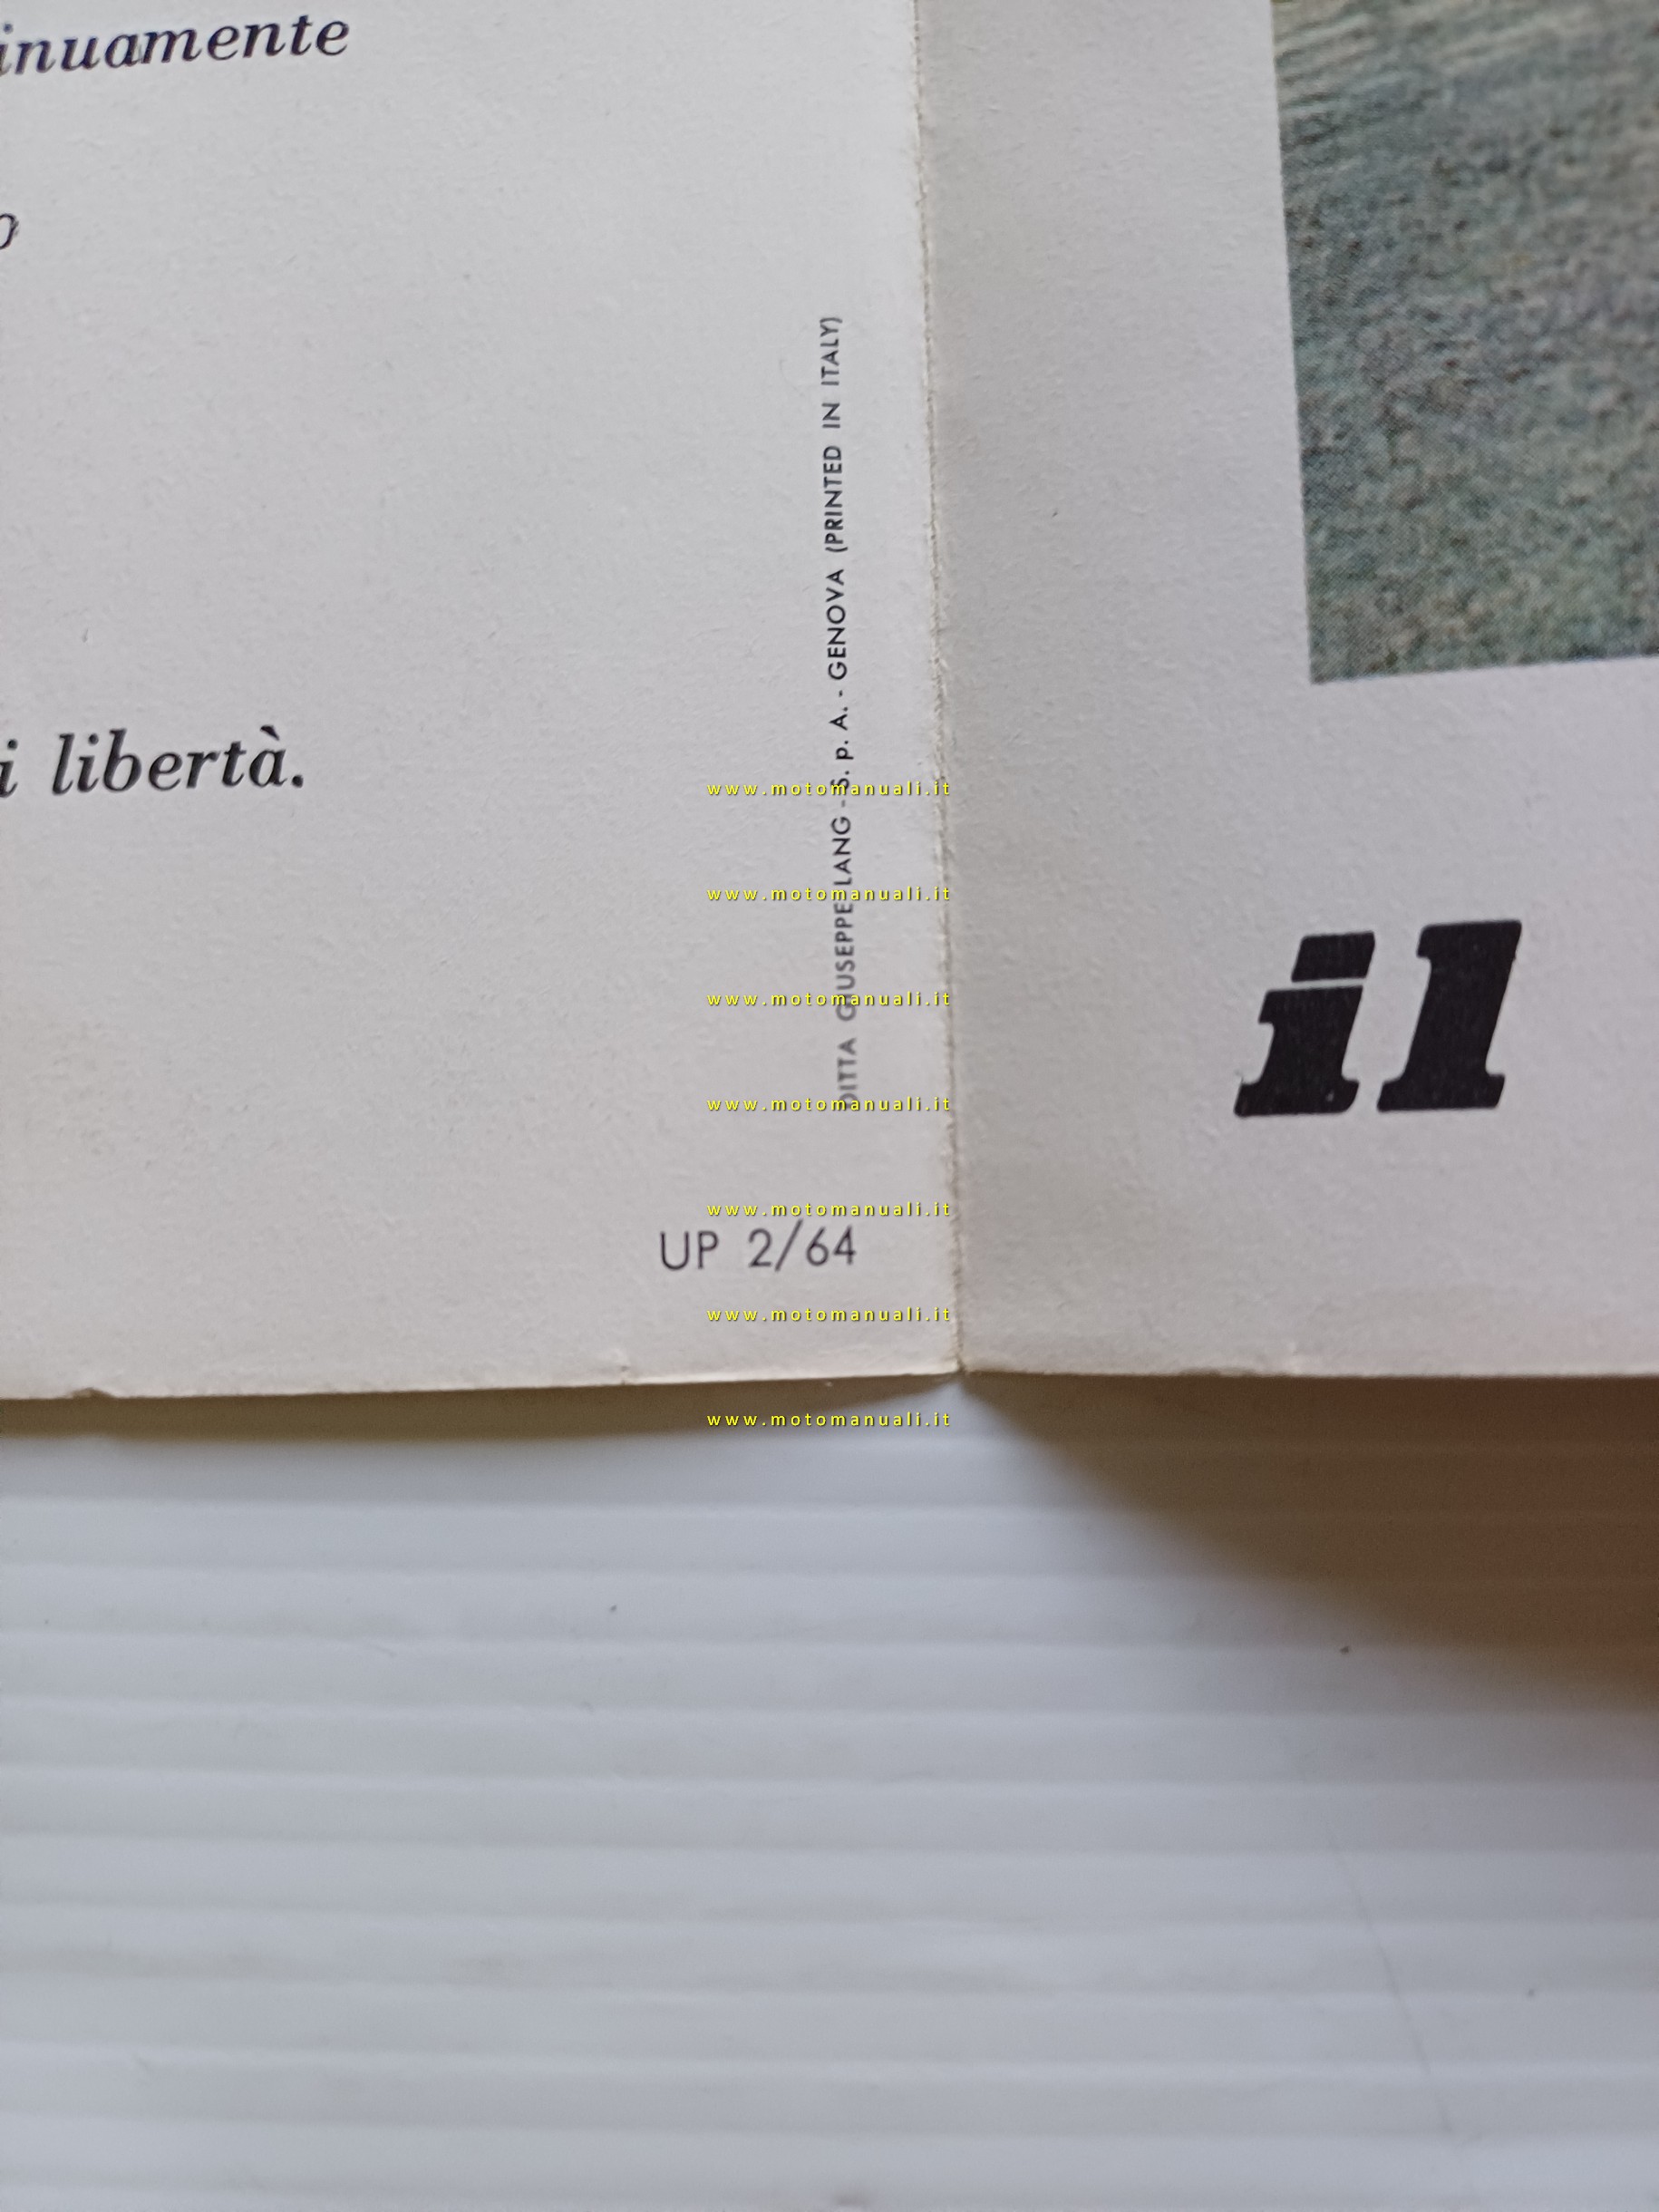 inuamente
o
i libertà.
DITTA GIUSEPPE LANG - S. p. A. - GENOVA (PRINTED IN ITALY)
UP 2/64
il
www.motomanuali.it
www.motomanuali.it
www.motomanuali.it
www.motomanuali.it
www.motomanuali.it
www.motomanuali.it
www.motomanuali.it